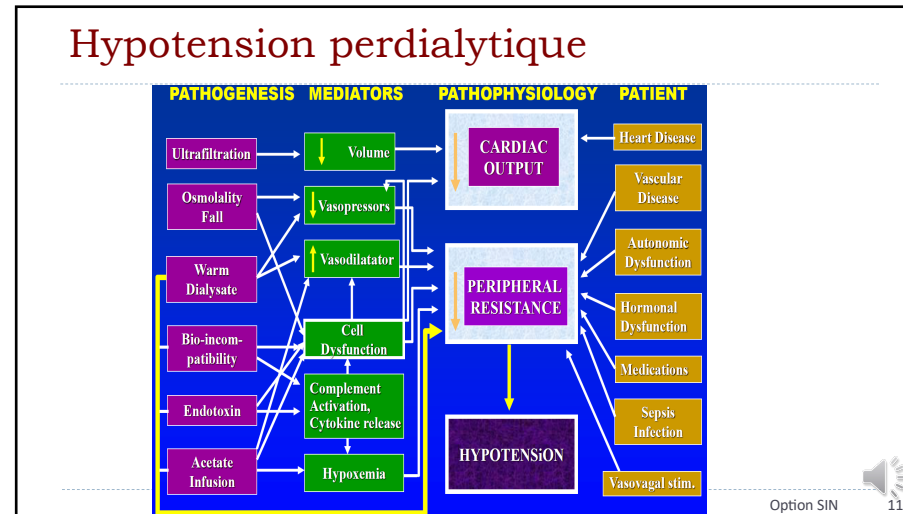 Hypotension perdialytique
PATHOGENESIS MEDIATORS PATHOPHYSIOLOGY PATIENT
Ultrafiltration
Osmolality
Fall
Warm
Dialysate
Bio-incom-
patibility
Endotoxin
Acetate
Infusion
Volume
Vasopressors
Vasodilatator
Cell
Dysfunction
Complement
Activation,
Cytokine release
Hypoxemia
CARDIAC
OUTPUT
PERIPHERAL
RESISTANCE
HYPOTENSiON
Heart Disease
Vascular
Disease
Autonomic
Dysfunction
Hormonal
Dysfunction
Medications
Sepsis
Infection
Vasovagal stim.
Option SIN 11